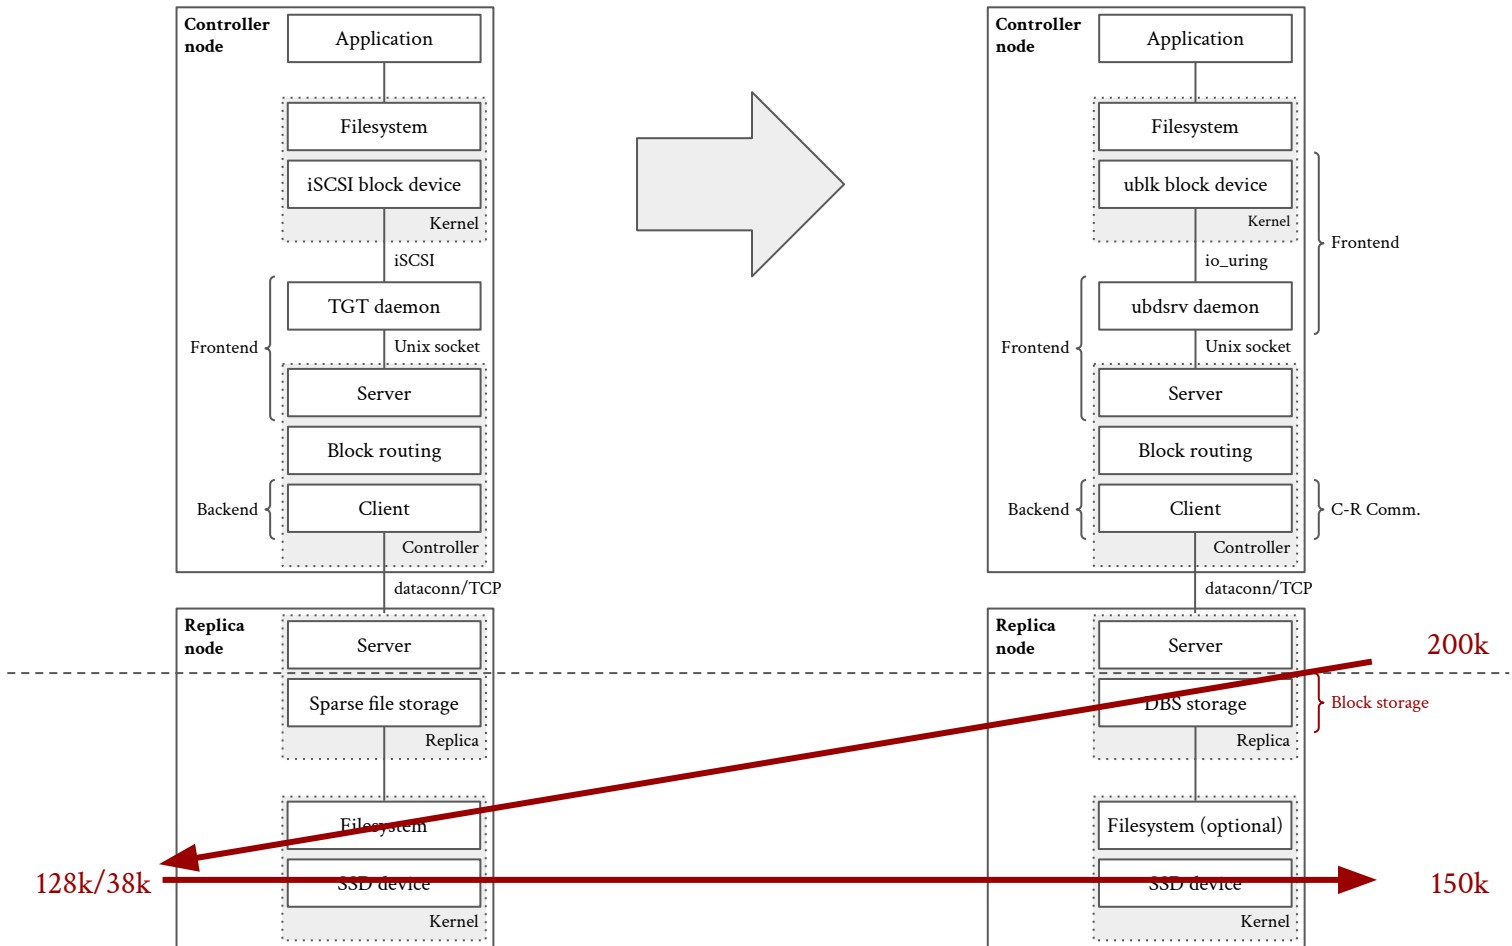 Controller
node
Application
Filesystem
iSCSI block device
Kernel
iSCSI
TGT daemon
Frontend
Unix socket
Server
Block routing
Backend
Client
Controller
dataconn/TCP
Replica
node
Server
Sparse file storage
Replica
Filesystem
SSD device
128k/38k
Kernel
Controller
node
Application
Filesystem
ublk block device
Kernel
Frontend
io_uring
ubdsrv daemon
Frontend
Unix socket
Server
Block routing
Backend
Client
C-R Comm.
Controller
dataconn/TCP
Replica
node
Server
200k
DBS storage
Block storage
Replica
Filesystem (optional)
SSD device
150k
Kernel